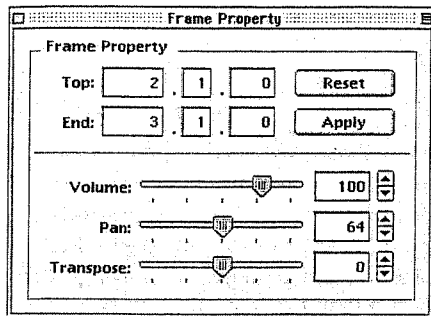 Frame Property
Frame Property
Top: 2 . 1 . 0 Reset
End: 3 . 1 . 0 Apply
Volume: 100
Pan: 64
Transpose: 0